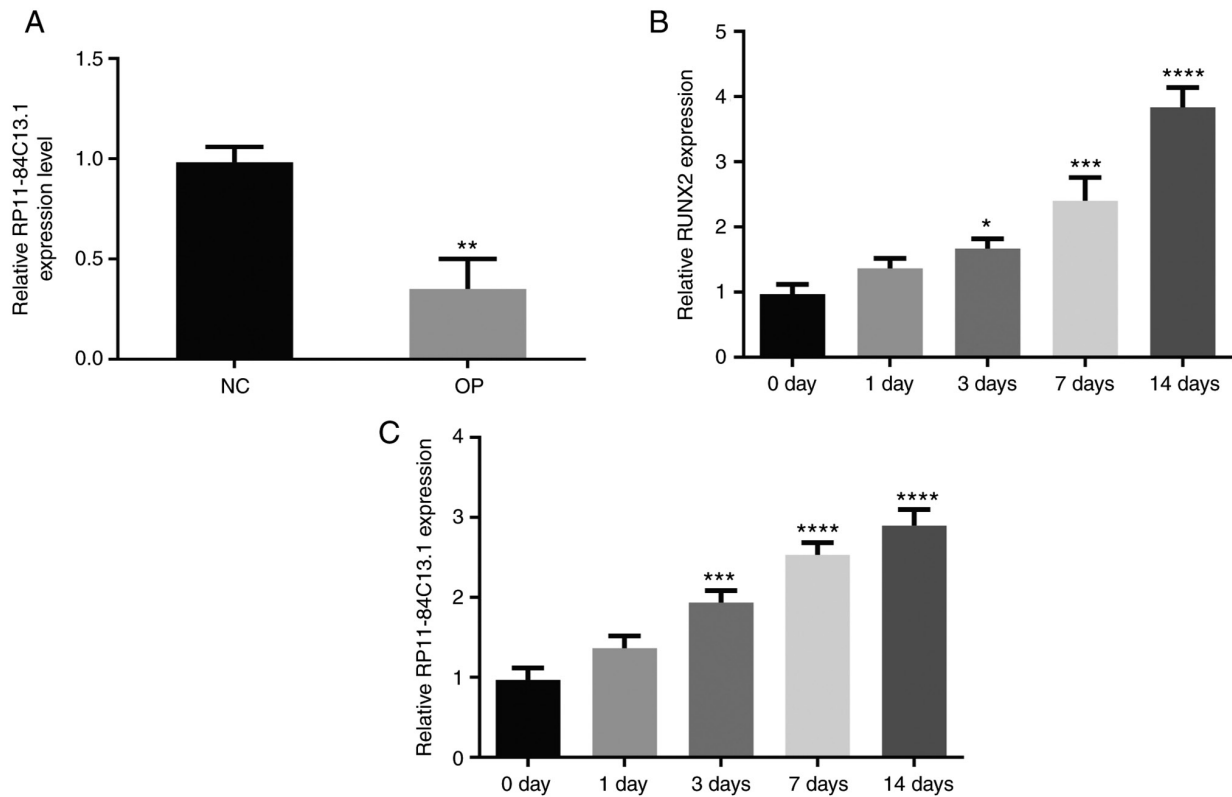 A
Relative RP11-84C13.1
expression level
1.5
1.0
0.5
0.0
**
NC
OP
B
Relative RUNX2 expression
5
4
3
2
1
0
*
***
****
0 day
1 day
3 days
7 days
14 days
C
Relative RP11-84C13.1 expression
4
3
2
1
0
***
****
****
0 day
1 day
3 days
7 days
14 days